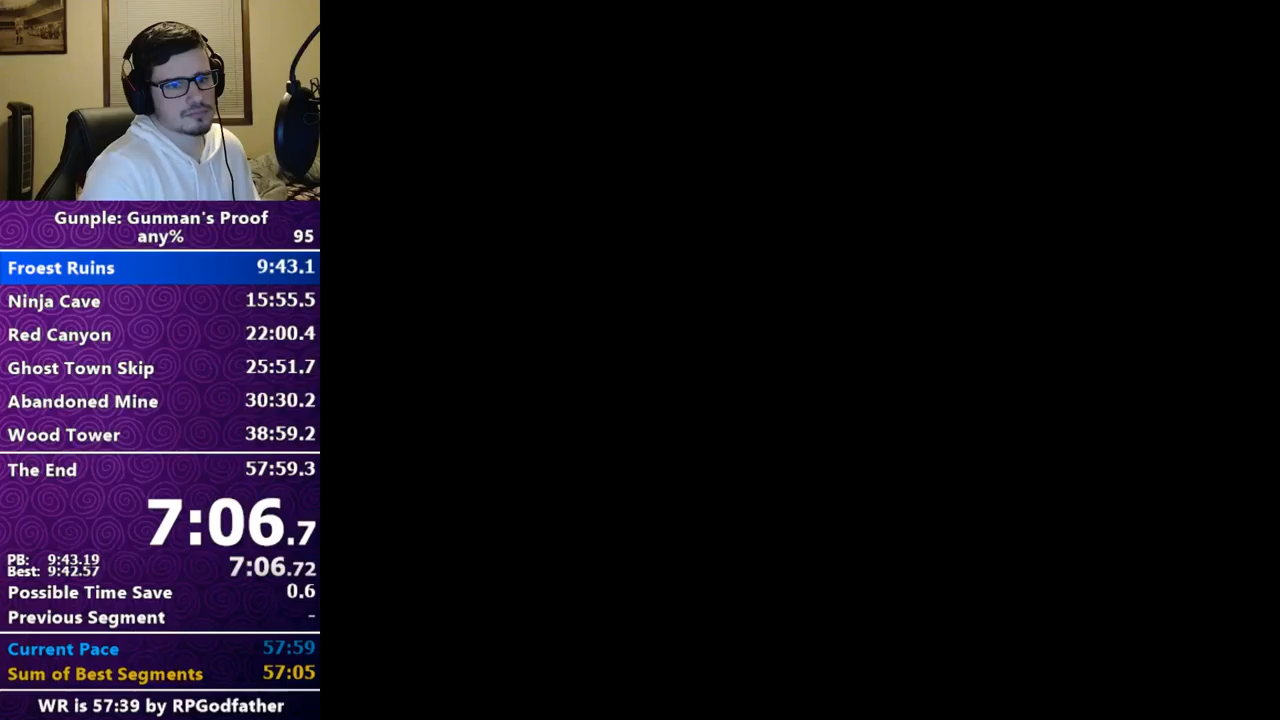 Gunple: Gunman's Proof
any% 95
Froest Ruins 9:43.1
Ninja Cave 15:55.5
Red Canyon 22:00.4
Ghost Town Skip 25:51.7
Abandoned Mine 30:30.2
Wood Tower 38:59.2
The End 57:59.3
7:06.7
PB: 9:43.19
Best: 9:42.57
7:06.72
Possible Time Save 0.6
Previous Segment -
Current Pace 57:59
Sum of Best Segments 57:05
WR is 57:39 by RPGodfather